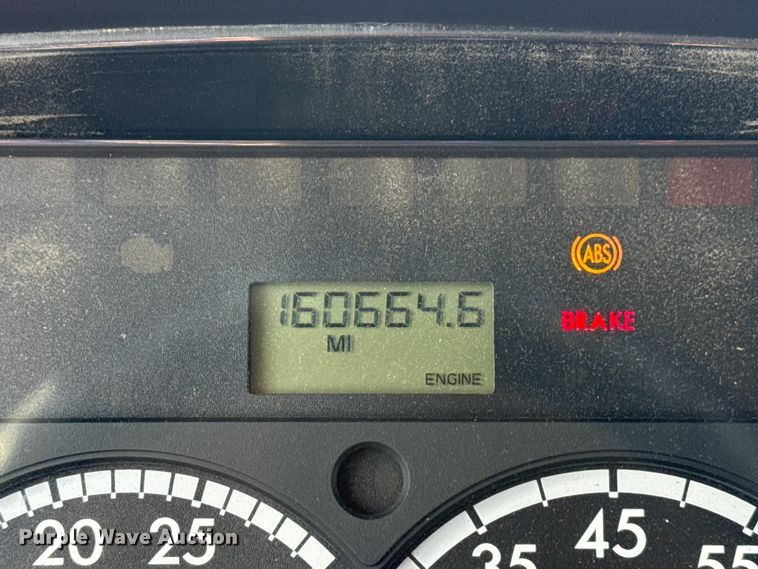 ABS
160664.6
BRAKE
MI
ENGINE
20 25 35 45 55
Purple Wave Auction